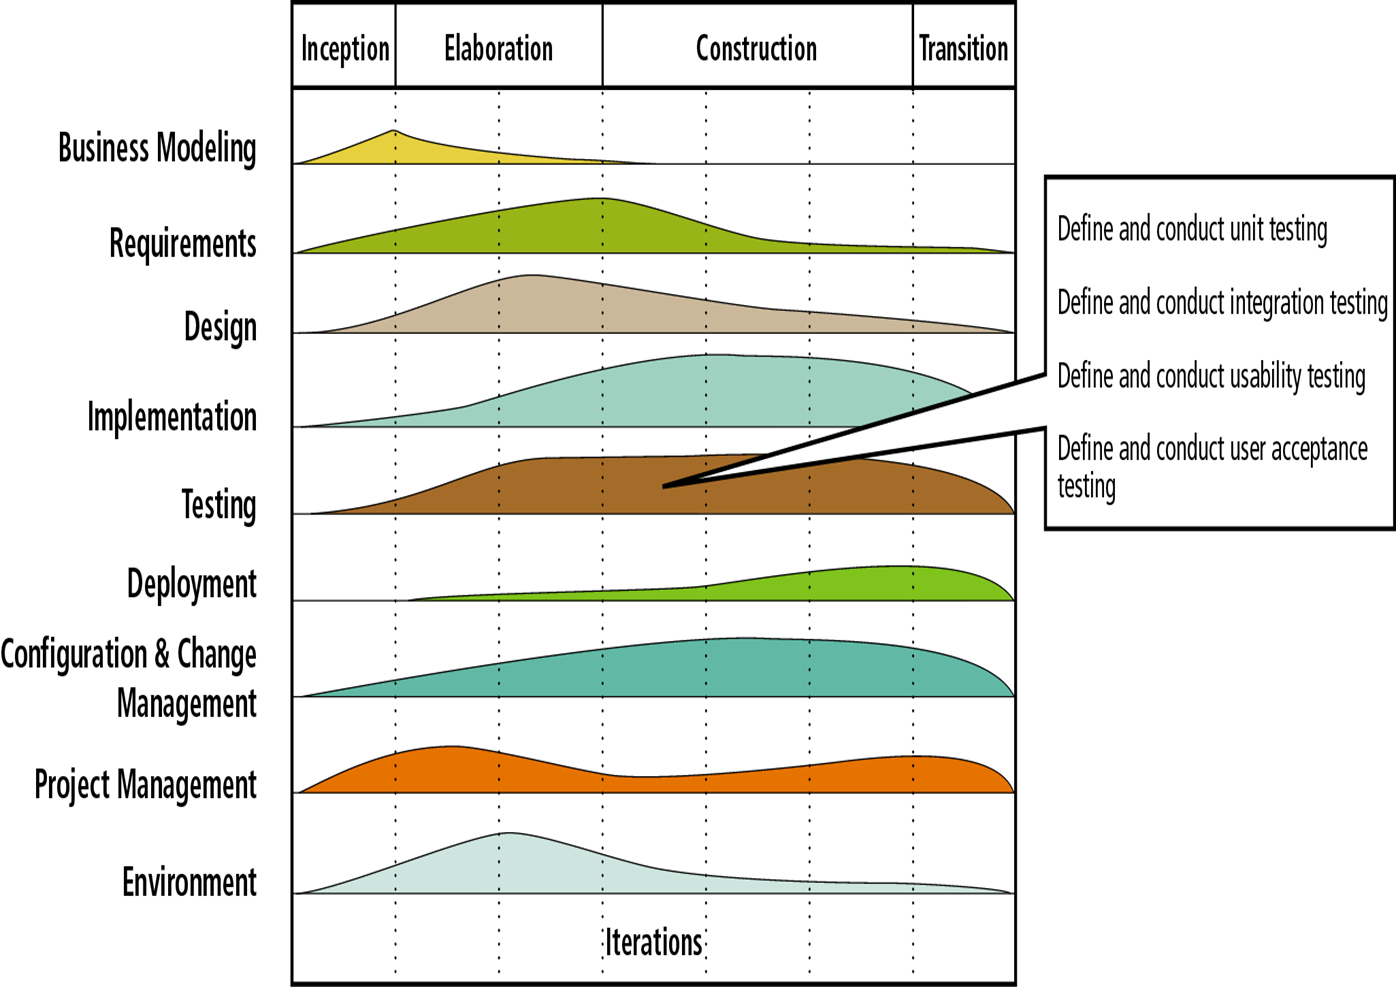 Inception Elaboration Construction Transition
Business Modeling
Requirements
Design
Implementation
Testing
Deployment
Configuration & Change
Management
Project Management
Environment
Iterations
Define and conduct unit testing
Define and conduct integration testing
Define and conduct usability testing
Define and conduct user acceptance
testing